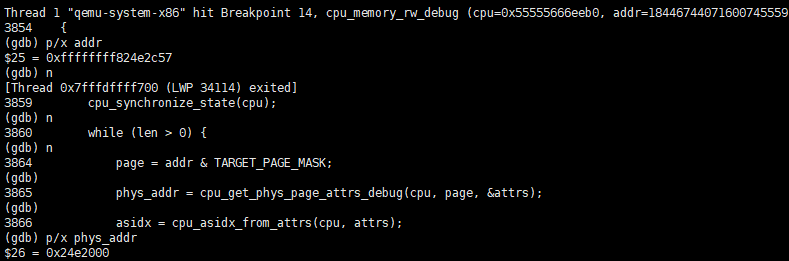 Thread 1 "qemu-system-x86" hit Breakpoint 14, cpu_memory_rw_debug (cpu=0x55555666eeb0, addr=18446744071600745559
3854    {
(gdb) p/x addr
$25 = 0xffffffff824e2c57
(gdb) n
[Thread 0x7fffdffff700 (LWP 34114) exited]
3859        cpu_synchronize_state(cpu);
(gdb) n
3860        while (len > 0) {
(gdb) n
3864            page = addr & TARGET_PAGE_MASK;
(gdb)
3865            phys_addr = cpu_get_phys_page_attrs_debug(cpu, page, &attrs);
(gdb)
3866            asidx = cpu_asidx_from_attrs(cpu, attrs);
(gdb) p/x phys_addr
$26 = 0x24e2000